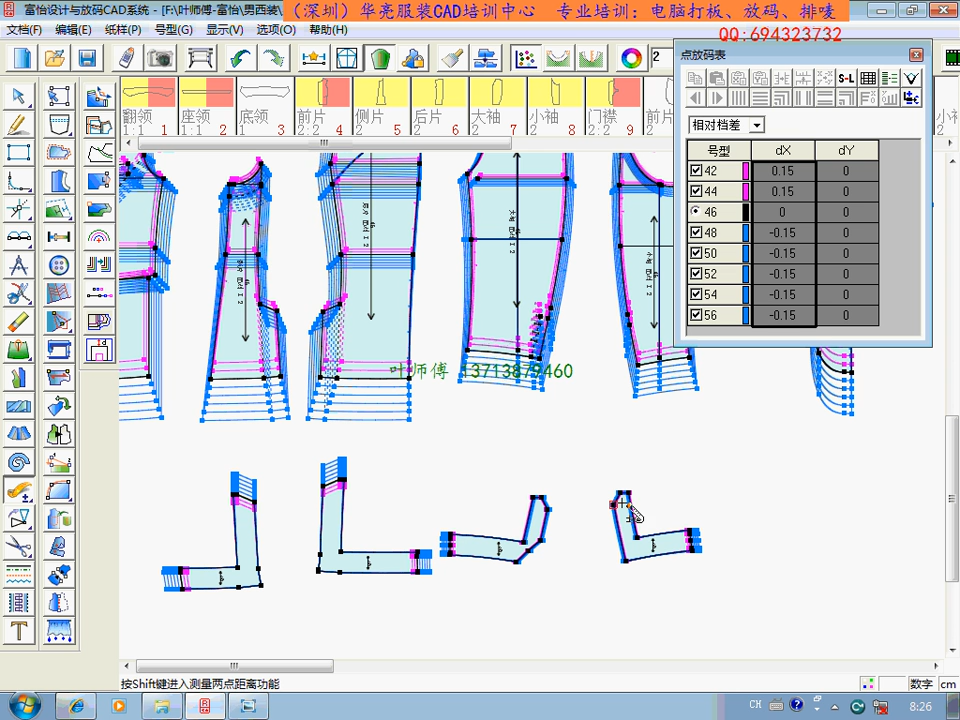 富怡设计与放码CAD系统 - [F:\叶师傅-富怡\男西装\
(深圳)华亮服装CAD培训中心 专业培训：电脑打板、放码、排唛
文档(F) 编辑(E) 纸样(P) 号型(G) 显示(V) 选项(O) 帮助(H)
QQ:694323732
2
点放码表
S-L
翻领 座领 底领 前片 侧片 后片 大袖 小袖 门襟 前片
1:1 1
1:1 2
3
2:2 4
2 5
2 6
2 7
2 8
2:2 9
2
相对档差
号型 dX dY
42 0.15 0
44 0.15 0
46 0 0
48 -0.15 0
50 -0.15 0
52 -0.15 0
54 -0.15 0
56 -0.15 0
叶师傅 13713879460
按Shift键进入测量两点距离功能
数字 cm
CH
8:26